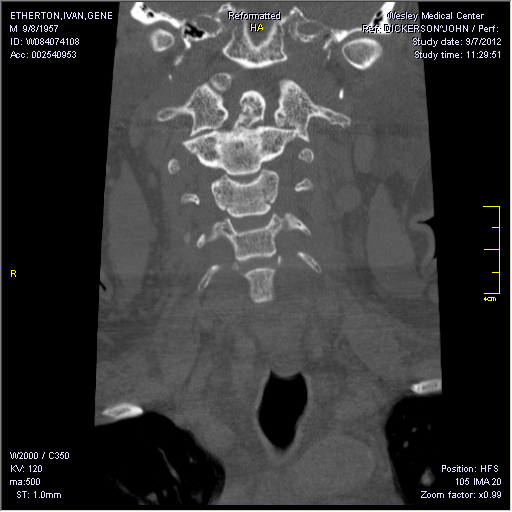 ETHERTON,IVAN,GENE
M 9/8/1957
ID: W084074108
Acc: 002540953
Reformatted
HA
Wesley Medical Center
Ref: DICKERSON^JOHN / Perf:
Study date: 9/7/2012
Study time: 11:29:51
R
4cm
W2000 / C350
KV: 120
ma:500
ST: 1.0mm
Position: HFS
105 IMA 20
Zoom factor: x0.99